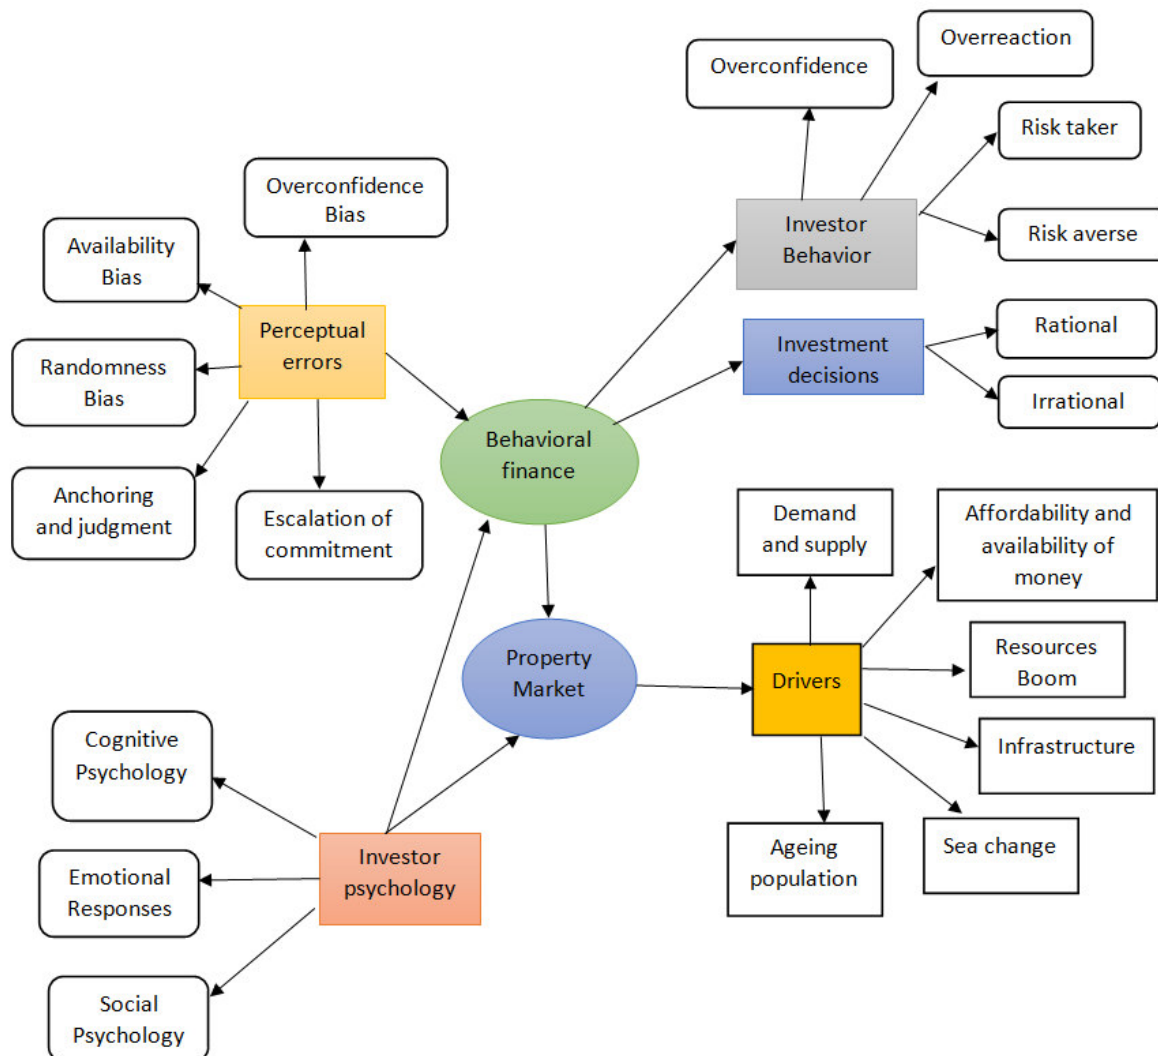 Overreaction
Overconfidence
Risk taker
Overconfidence
Bias
Availability
Bias
Investor
Behavior
Risk averse
Perceptual
errors
Investment
decisions
Rational
Randomness
Bias
Irrational
Behavioral
finance
Anchoring
and judgment
Escalation of
commitment
Demand
and supply
Affordability and
availability of
money
Property
Market
Drivers
Resources
Boom
Cognitive
Psychology
Infrastructure
Investor
psychology
Ageing
population
Sea change
Emotional
Responses
Social
Psychology